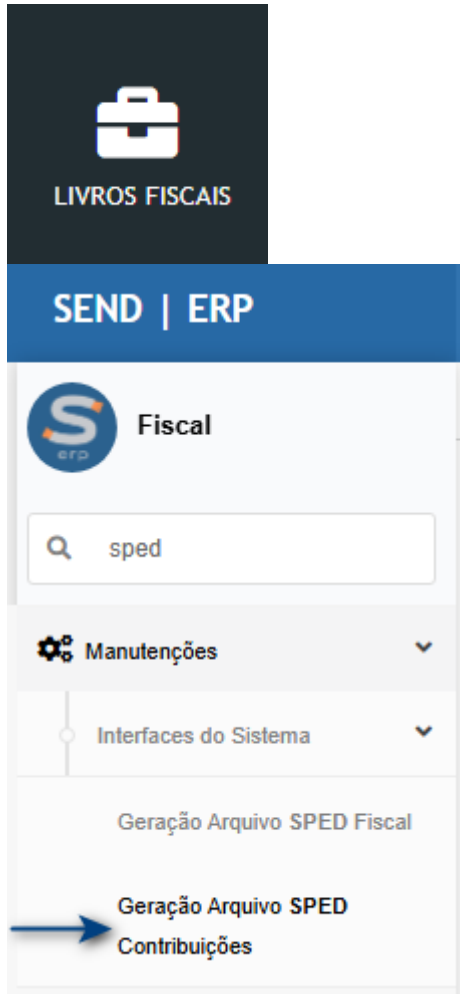 LIVROS FISCAIS
SEND | ERP
S
erp
Fiscal
sped
Manutenções
Interfaces do Sistema
Geração Arquivo SPED Fiscal
Geração Arquivo SPED
Contribuições